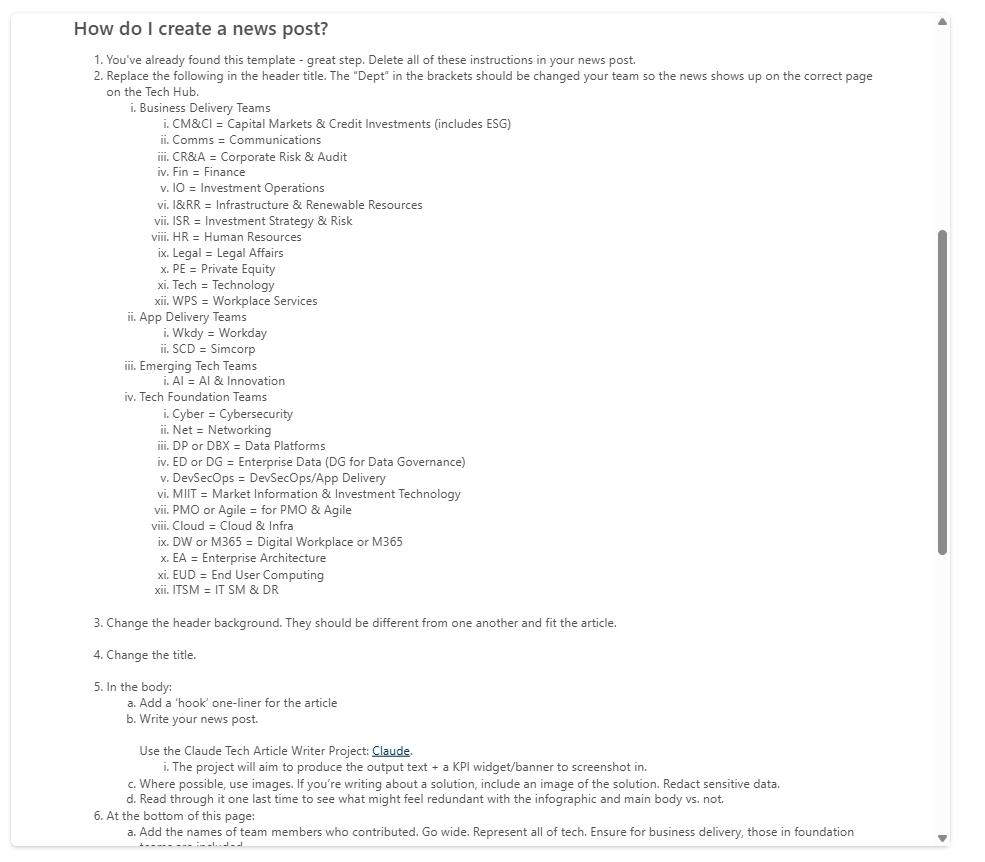 How do I create a news post?
1. You've already found this template - great step. Delete all of these instructions in your news post.
2. Replace the following in the header title. The "Dept" in the brackets should be changed your team so the news shows up on the correct page
on the Tech Hub.
i. Business Delivery Teams
i. CM&CI = Capital Markets & Credit Investments (includes ESG)
ii. Comms = Communications
iii. CR&A = Corporate Risk & Audit
iv. Fin = Finance
v. IO = Investment Operations
vi. I&RR = Infrastructure & Renewable Resources
vii. ISR = Investment Strategy & Risk
viii. HR = Human Resources
ix. Legal = Legal Affairs
x. PE = Private Equity
xi. Tech = Technology
xii. WPS = Workplace Services
ii. App Delivery Teams
i. Wkdy = Workday
ii. SCD = Simcorp
iii. Emerging Tech Teams
i. AI = AI & Innovation
iv. Tech Foundation Teams
i. Cyber = Cybersecurity
ii. Net = Networking
iii. DP or DBX = Data Platforms
iv. ED or DG = Enterprise Data (DG for Data Governance)
v. DevSecOps = DevSecOps/App Delivery
vi. MIIT = Market Information & Investment Technology
vii. PMO or Agile = for PMO & Agile
viii. Cloud = Cloud & Infra
ix. DW or M365 = Digital Workplace or M365
x. EA = Enterprise Architecture
xi. EUD = End User Computing
xii. ITSM = IT SM & DR
3. Change the header background. They should be different from one another and fit the article.
4. Change the title.
5. In the body:
a. Add a 'hook' one-liner for the article
b. Write your news post.
Use the Claude Tech Article Writer Project: Claude.
i. The project will aim to produce the output text + a KPI widget/banner to screenshot in.
c. Where possible, use images. If you're writing about a solution, include an image of the solution. Redact sensitive data.
d. Read through it one last time to see what might feel redundant with the infographic and main body vs. not.
6. At the bottom of this page:
a. Add the names of team members who contributed. Go wide. Represent all of tech. Ensure for business delivery, those in foundation